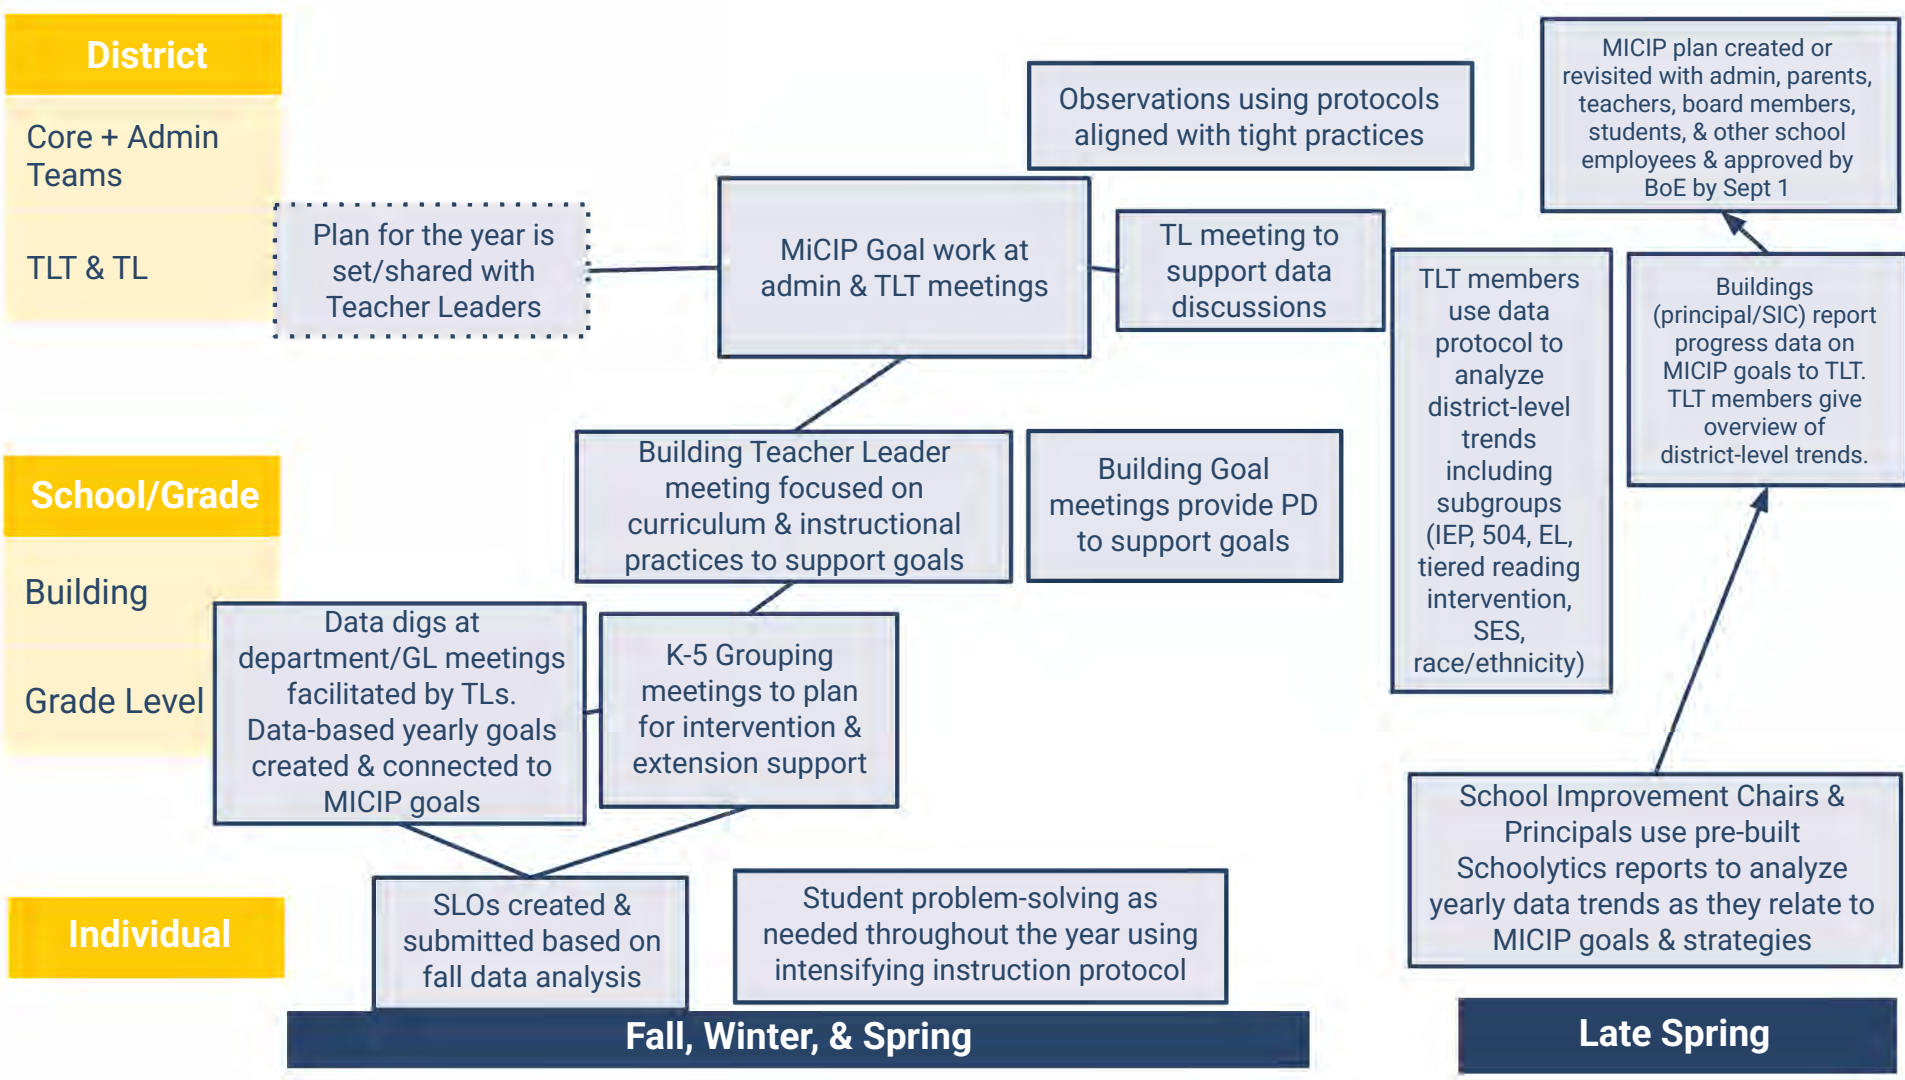 District
Core + Admin
Teams
TLT & TL
Plan for the year is
set/shared with
Teacher Leaders
MiCIP Goal work at
admin & TLT meetings
Observations using protocols
aligned with tight practices
TL meeting to
support data
discussions
TLT members
use data
protocol to
analyze
district-level
trends
including
subgroups
(IEP, 504, EL,
tiered reading
intervention,
SES,
race/ethnicity)
MICIP plan created or
revisited with admin, parents,
teachers, board members,
students, & other school
employees & approved by
BoE by Sept 1
Buildings
(principal/SIC) report
progress data on
MICIP goals to TLT.
TLT members give
overview of
district-level trends.
School/Grade
Building
Grade Level
Building Teacher Leader
meeting focused on
curriculum & instructional
practices to support goals
Building Goal
meetings provide PD
to support goals
Data digs at
department/GL meetings
facilitated by TLs.
Data-based yearly goals
created & connected to
MICIP goals
K-5 Grouping
meetings to plan
for intervention &
extension support
School Improvement Chairs &
Principals use pre-built
Schoolytics reports to analyze
yearly data trends as they relate to
MICIP goals & strategies
Individual
SLOs created &
submitted based on
fall data analysis
Student problem-solving as
needed throughout the year using
intensifying instruction protocol
Fall, Winter, & Spring
Late Spring